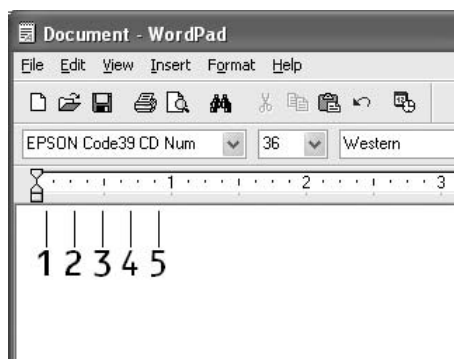 Document - WordPad
File Edit View Insert Format Help
EPSON Code39 CD Num 36 Western
1 2 3
1 2 3 4 5